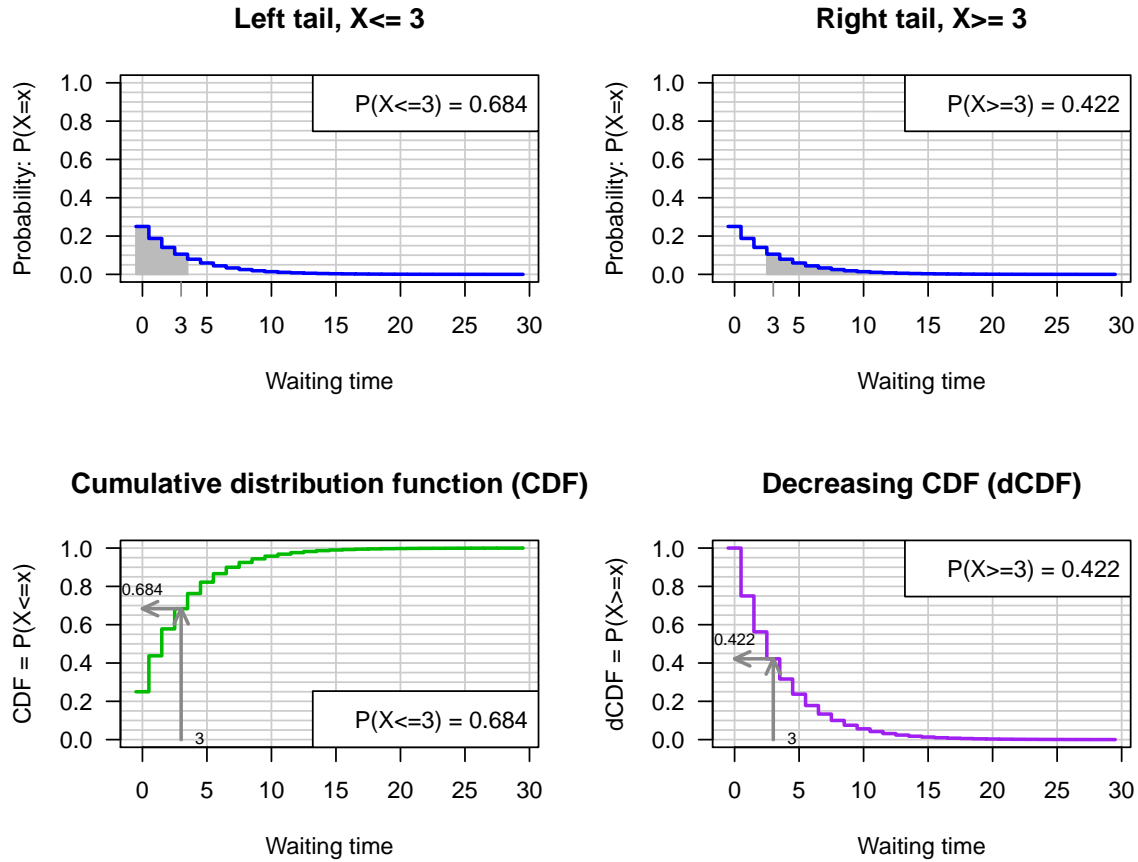 Left tail, X<= 3
Probability: P(X=x)
1.0
0.8
0.6
0.4
0.2
0.0
P(X<=3) = 0.684
0 3 5 10 15 20 25 30
Waiting time
Right tail, X>= 3
Probability: P(X=x)
1.0
0.8
0.6
0.4
0.2
0.0
P(X>=3) = 0.422
0 3 5 10 15 20 25 30
Waiting time
Cumulative distribution function (CDF)
CDF = P(X<=x)
1.0
0.8
0.6
0.4
0.2
0.0
0.684
3
P(X<=3) = 0.684
0 5 10 15 20 25 30
Waiting time
Decreasing CDF (dCDF)
dCDF = P(X>=x)
1.0
0.8
0.6
0.4
0.2
0.0
P(X>=3) = 0.422
0.422
3
0 5 10 15 20 25 30
Waiting time